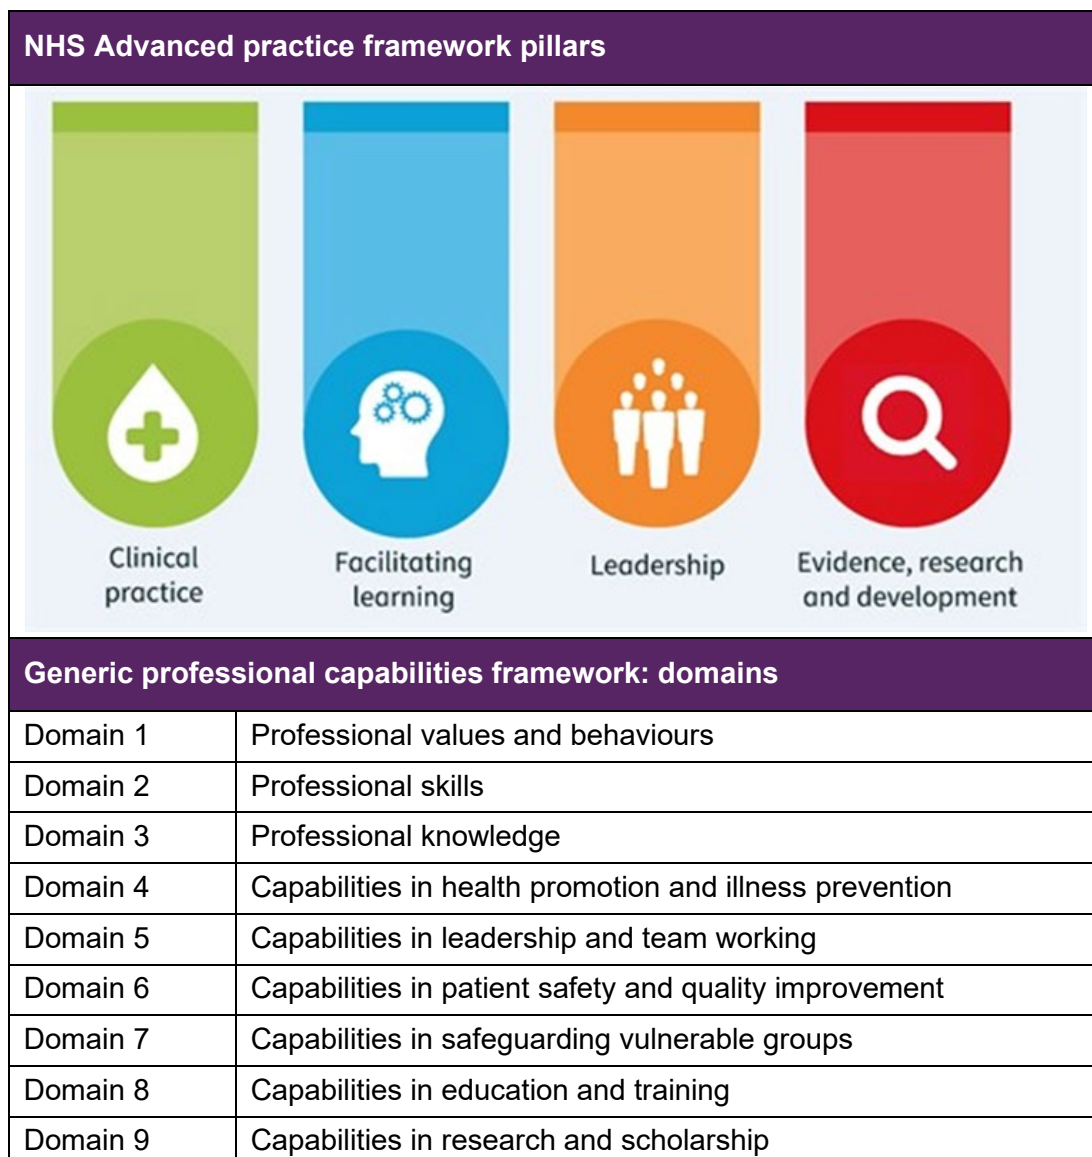 NHS Advanced practice framework pillars
Clinical
practice
Facilitating
learning
Leadership
Evidence, research
and development
Generic professional capabilities framework: domains
Domain 1 Professional values and behaviours
Domain 2 Professional skills
Domain 3 Professional knowledge
Domain 4 Capabilities in health promotion and illness prevention
Domain 5 Capabilities in leadership and team working
Domain 6 Capabilities in patient safety and quality improvement
Domain 7 Capabilities in safeguarding vulnerable groups
Domain 8 Capabilities in education and training
Domain 9 Capabilities in research and scholarship